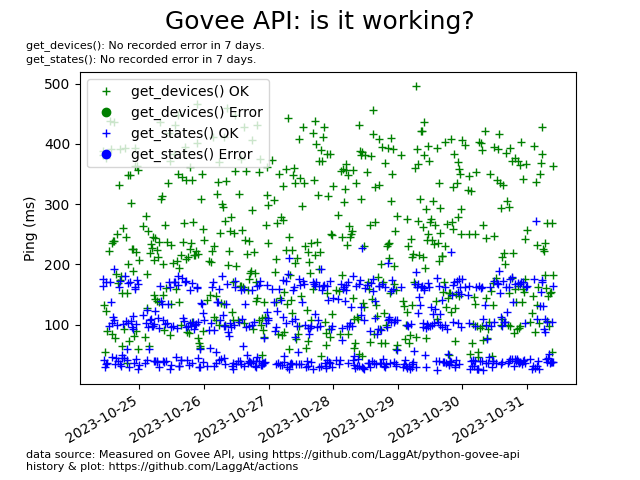 Govee API: is it working?
get_devices(): No recorded error in 7 days.
get_states(): No recorded error in 7 days.
get_devices() OK
get_devices() Error
get_states() OK
get_states() Error
Ping (ms)
500
400
300
200
100
2023-10-25
2023-10-26
2023-10-27
2023-10-28
2023-10-29
2023-10-30
2023-10-31
data source: Measured on Govee API, using https://github.com/LaggAt/python-govee-api
history & plot: https://github.com/LaggAt/actions